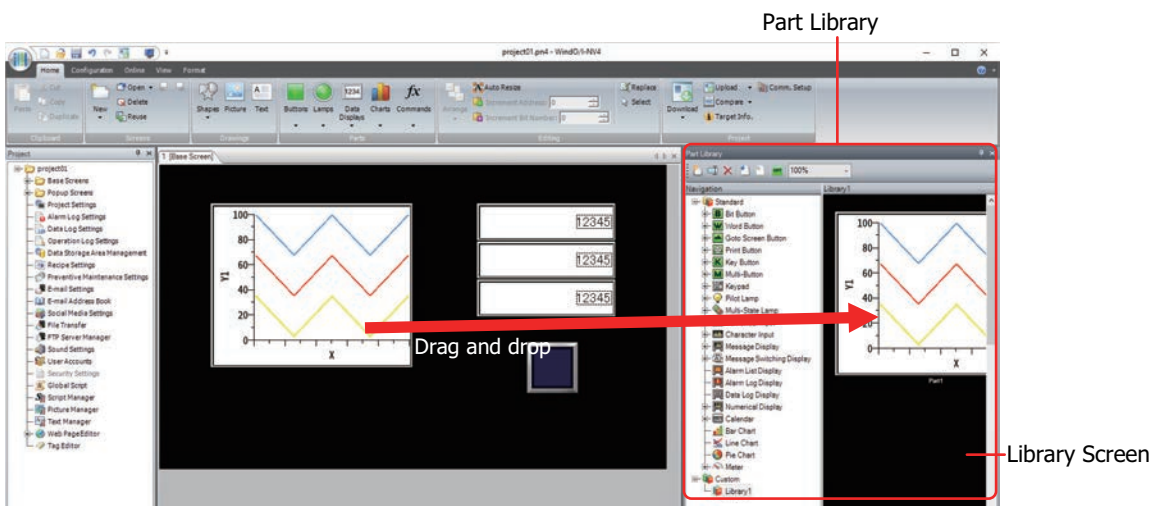 Part Library
project01.pn4 - WindO/I-NV4
Home Configuration Online View Format
Cut
Copy
Duplicate
Paste
Clipboard
New
Open
Delete
Reuse
Screens
Shapes Picture Text
Drawings
1234
Buttons Lamps Data Displays Charts fx Commands
Parts
Arrange
Auto Resize
Increment Address: 0
Increment Bit Number: 0
Replace
Select
Editing
Download
Upload
Compare
Target Info.
Comm. Setup
Project
Project
project01
Base Screens
Popup Screens
Project Settings
Alarm Log Settings
Data Log Settings
Operation Log Settings
Data Storage Area Management
Recipe Settings
Preventive Maintenance Settings
E-mail Settings
E-mail Address Book
Social Media Settings
File Transfer
FTP Server Manager
Sound Settings
User Accounts
Security Settings
Global Script
Script Manager
Picture Manager
Text Manager
Web PageEditor
Tag Editor
1 [Base Screen]
100
80
60
40
20
0
Y1
X
12345
12345
12345
Drag and drop
Part Library
100%
Navigation
Standard
Bit Button
Word Button
Goto Screen Button
Print Button
Key Button
Multi-Button
Keypad
Pilot Lamp
Multi-State Lamp
Character Input
Message Display
Message Switching Display
Alarm List Display
Alarm Log Display
Data Log Display
Numerical Display
Calendar
Bar Chart
Line Chart
Pie Chart
Meter
Custom
Library1
Library1
100
80
60
40
20
0
Y1
X
Part1
Library Screen